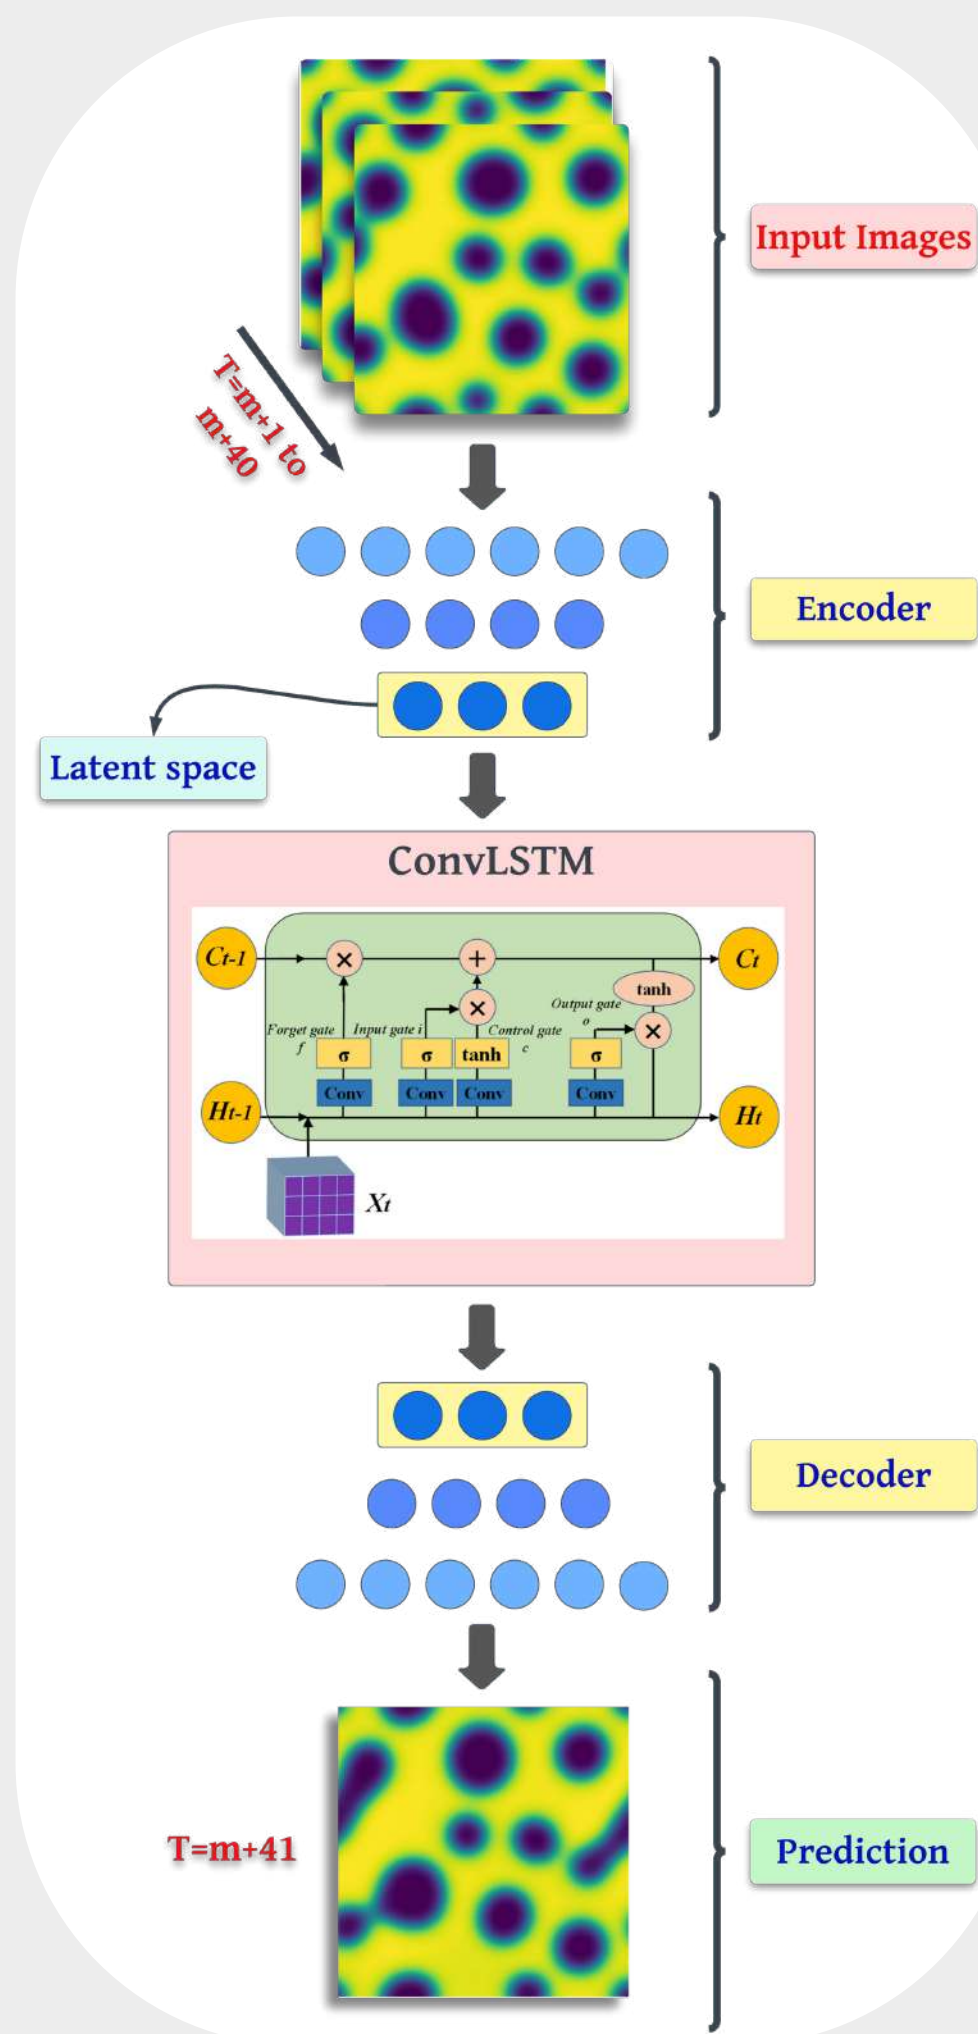 Input Images
T=m+1 to
m+40
Encoder
Latent space
ConvLSTM
Ct-1
×
+
Ct
tanh
×
Output gate
o
×
Forget gate
f
Input gate i
Control gate
c
σ
σ
tanh
σ
Conv
Conv
Conv
Conv
Ht-1
Ht
Xt
Decoder
T=m+41
Prediction